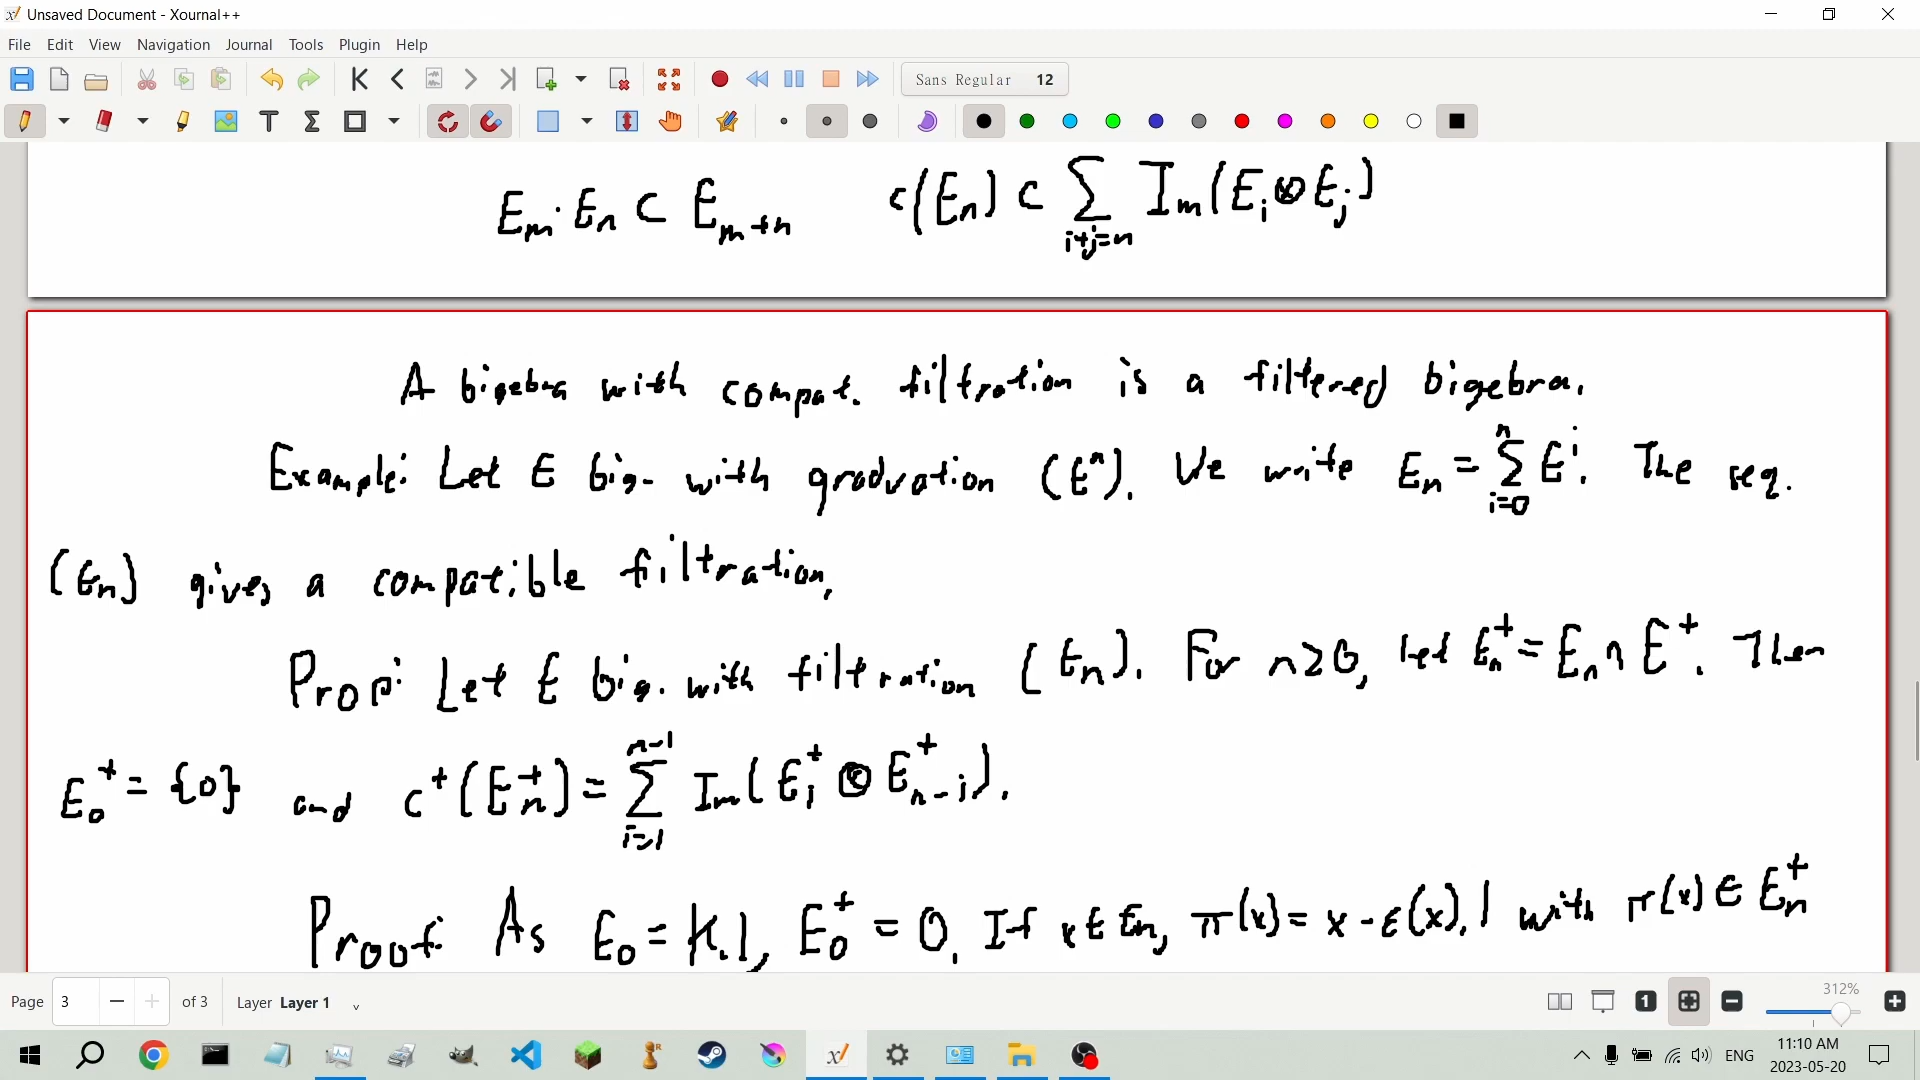 Unsaved Document - Xournal++
File Edit View Navigation Journal Tools Plugin Help
Sans Regular 12
E_m · E_n ⊂ E_{m+n} c(E_n) ⊂ ∑_{i+j=n} Im(E_i ⊗ E_j)
A bigebra with compat. filtration is a filtered bigebra.
Example: Let E big. with graduation (E^n). We write E_n = ∑_{i=0}^{n} E^i. The seq.
(E_n) gives a compatible filtration.
Prop: Let E big. with filtration (E_n). For n≥0, let E_n^+ = E_n ∩ E^+. Then
E_0^+ = {0} and c^+(E_n^+) = ∑_{i=1}^{n-1} Im(E_i^+ ⊗ E_{n-i}^+).
Proof: As E_0 = K.1, E_0^+ = 0. If x∈E_n, π(x) = x - ε(x).1 with π(x) ∈ E_n^+
Page 3 of 3 Layer Layer 1 312%
ENG 11:10 AM
2023-05-20